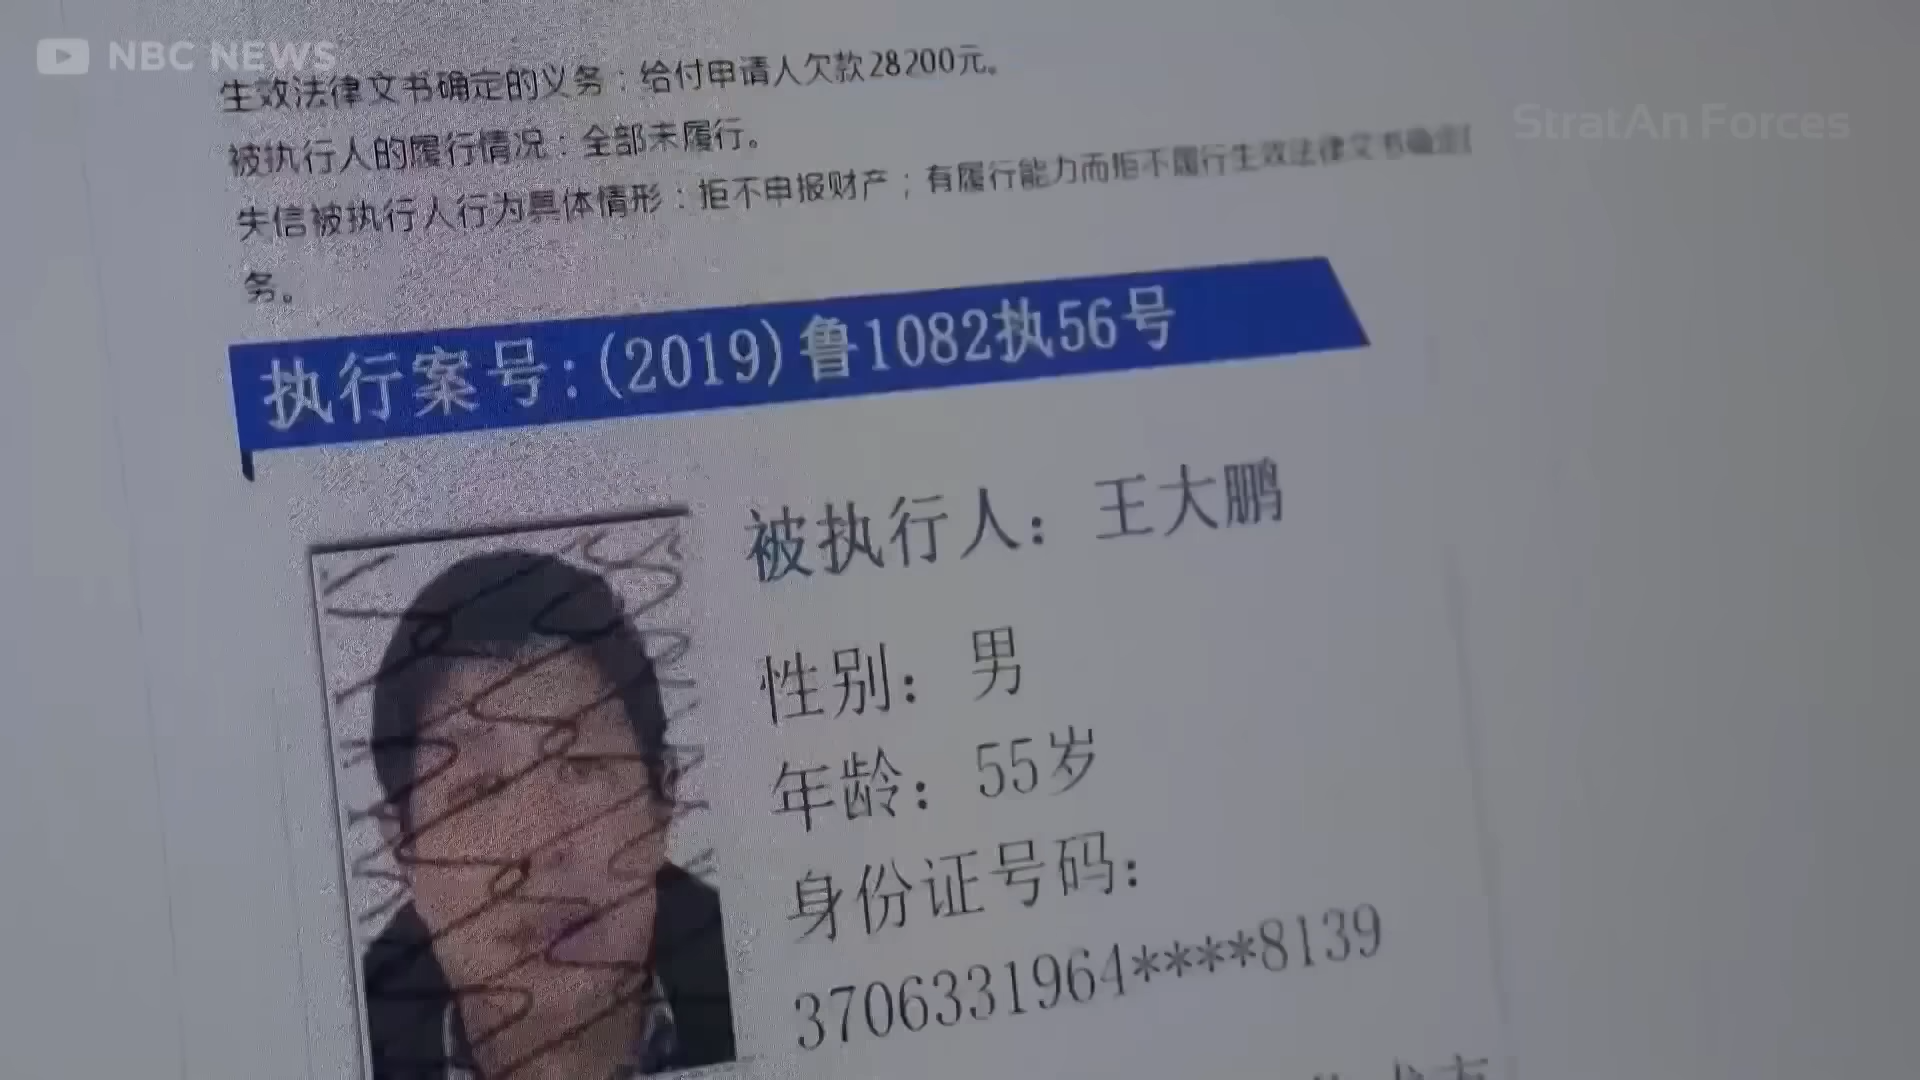 NBC NEWS
StratAn Forces
生效法律文书确定的义务：给付申请人欠款28200元。
被执行人的履行情况：全部未履行。
失信被执行人行为具体情形：拒不申报财产；有履行能力而拒不履行生效法律文书确定
务。
执行案号:(2019)鲁1082执56号
被执行人：王大鹏
性别：男
年龄：55岁
身份证号码：
3706331964****8139